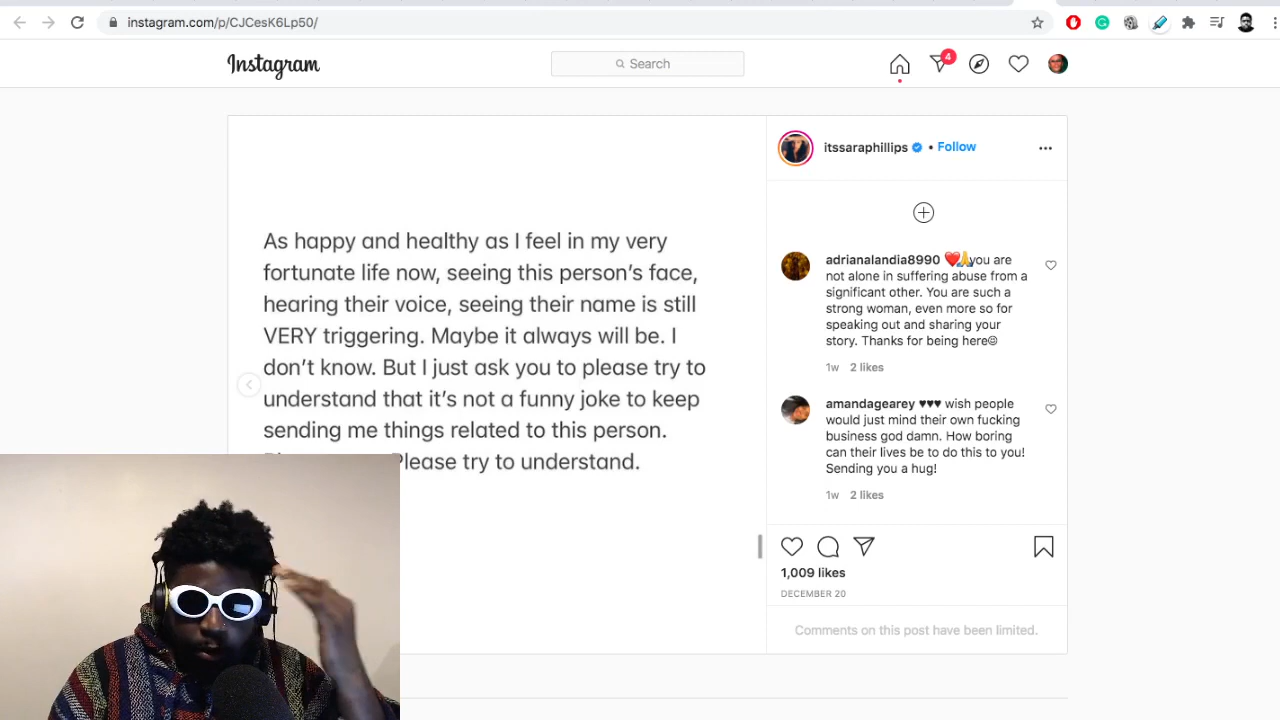 instagram.com/p/CJCesK6Lp50/
Instagram
Search
4
As happy and healthy as I feel in my very
fortunate life now, seeing this person's face,
hearing their voice, seeing their name is still
VERY triggering. Maybe it always will be. I
don't know. But I just ask you to please try to
understand that it's not a funny joke to keep
sending me things related to this person.
Please try to understand.
itssaraphillips • Follow
adrianalandia8990 ❤️🙏you are
not alone in suffering abuse from a
significant other. You are such a
strong woman, even more so for
speaking out and sharing your
story. Thanks for being here☺
1w 2 likes
amandagearey ♥♥♥ wish people
would just mind their own fucking
business god damn. How boring
can their lives be to do this to you!
Sending you a hug!
1w 2 likes
1,009 likes
DECEMBER 20
Comments on this post have been limited.